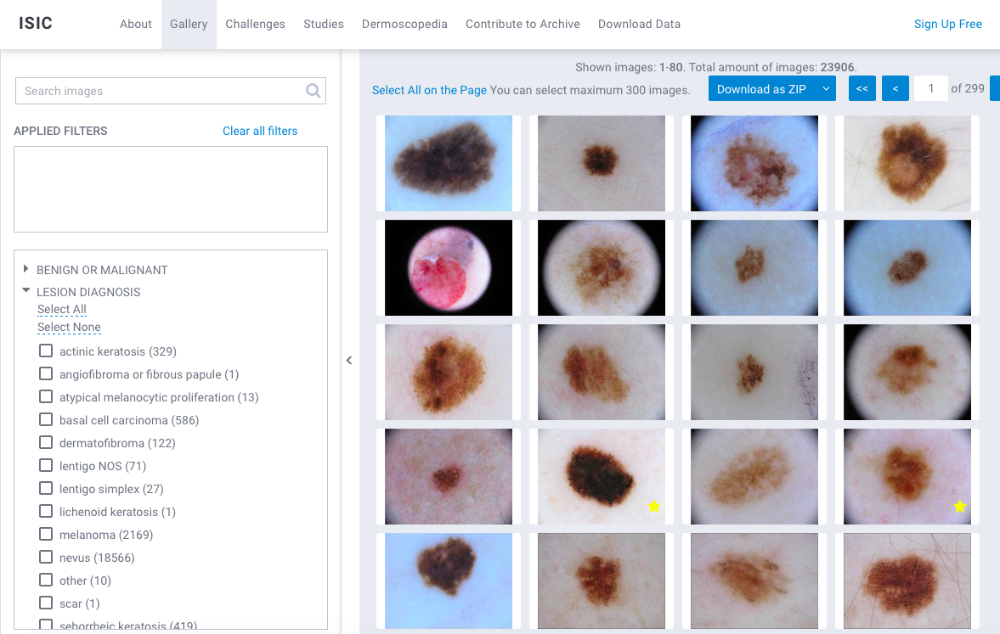 ISIC About Gallery Challenges Studies Dermoscopedia Contribute to Archive Download Data Sign Up Free
Search images
APPLIED FILTERS Clear all filters
BENIGN OR MALIGNANT
LESION DIAGNOSIS
Select All
Select None
actinic keratosis (329)
angiofibroma or fibrous papule (1)
atypical melanocytic proliferation (13)
basal cell carcinoma (586)
dermatofibroma (122)
lentigo NOS (71)
lentigo simplex (27)
lichenoid keratosis (1)
melanoma (2169)
nevus (18566)
other (10)
scar (1)
seborrheic keratosis (419)
Shown images: 1-80. Total amount of images: 23906.
Select All on the Page You can select maximum 300 images. Download as ZIP << < 1 of 299